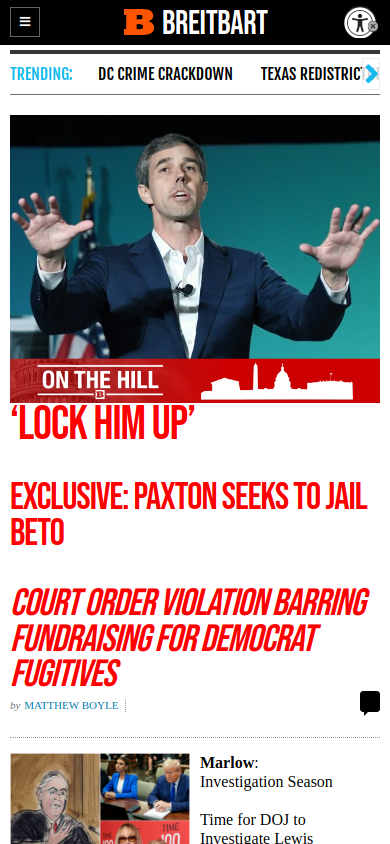 BREITBART
TRENDING:
DC CRIME CRACKDOWN
TEXAS REDISTRIC
ON THE HILL
‘LOCK HIM UP’
EXCLUSIVE: PAXTON SEEKS TO JAIL
BETO
COURT ORDER VIOLATION BARRING
FUNDRAISING FOR DEMOCRAT
FUGITIVES
by MATTHEW BOYLE
Marlow:
Investigation Season
Time for DOJ to
Investigate Lewis
TIME
100